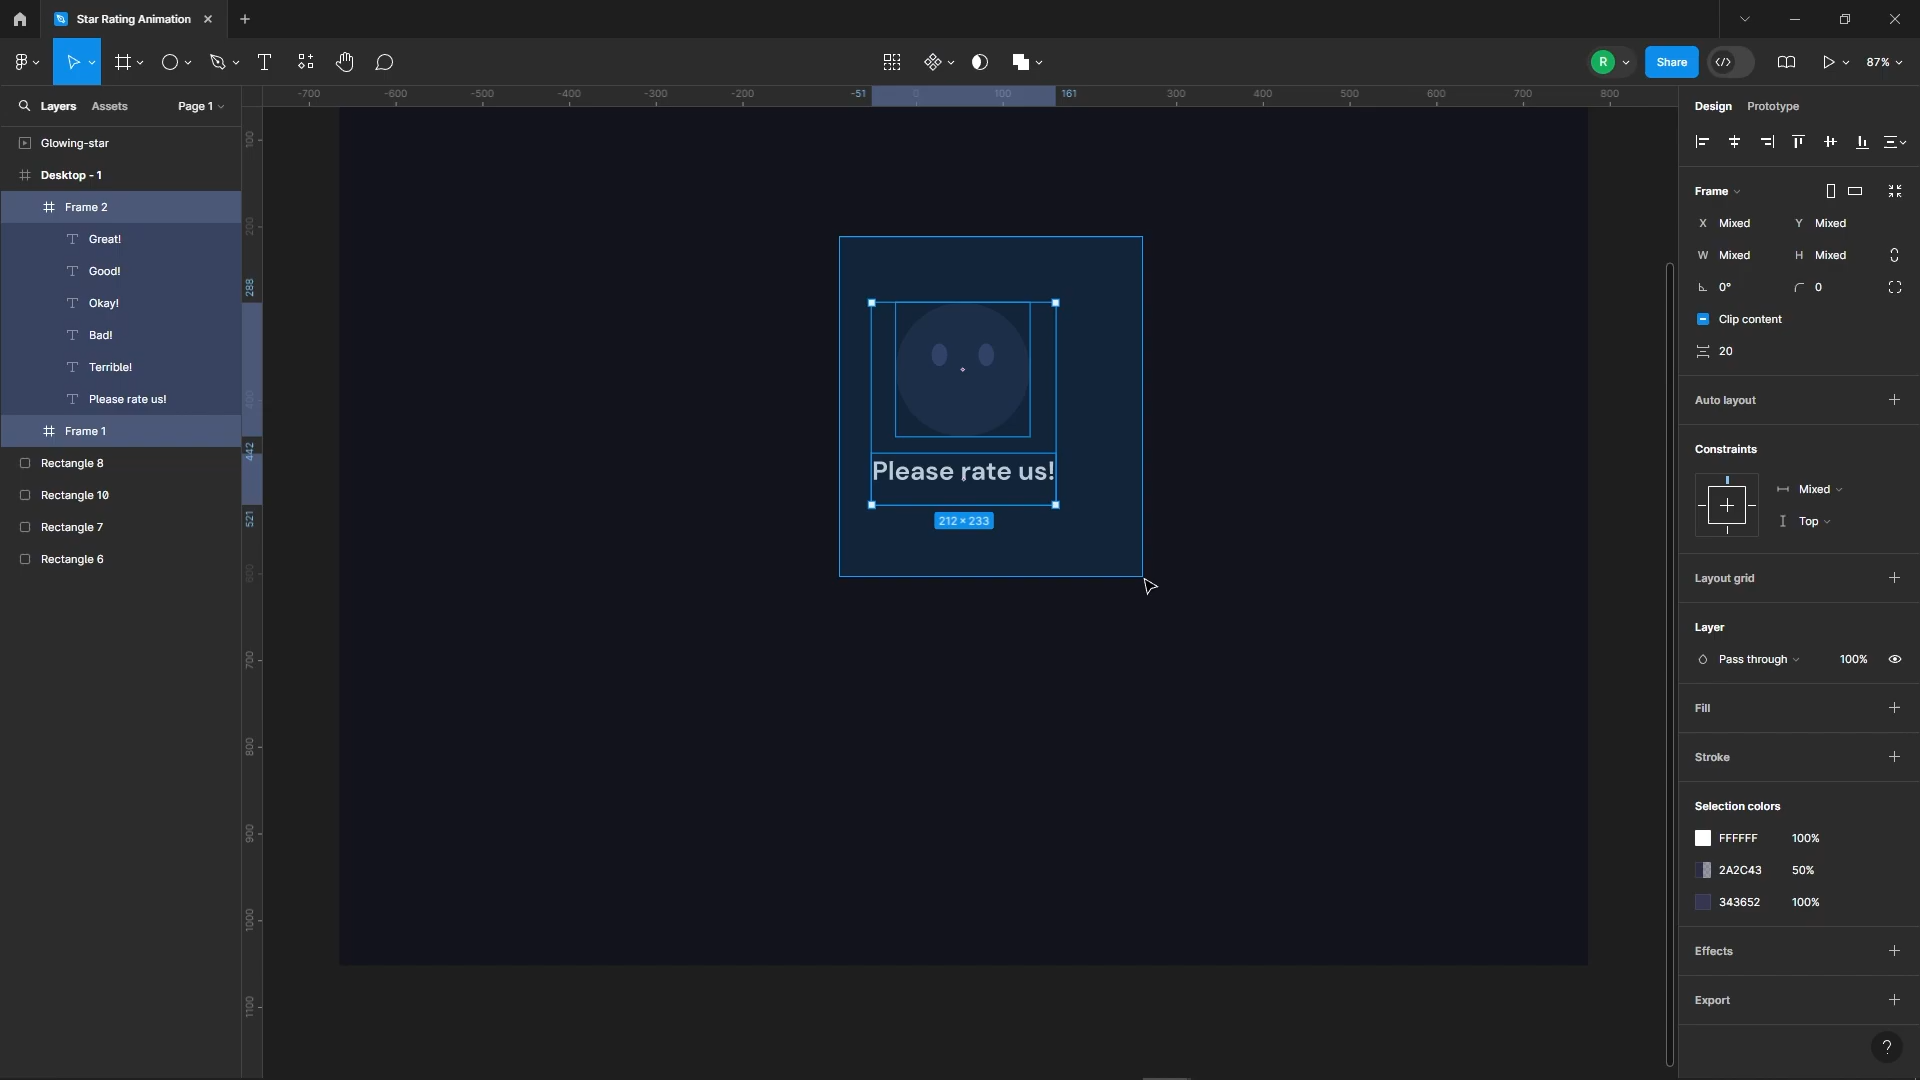 Star Rating Animation
R
Share
87%
Layers
Assets
Page 1
-700
-600
-500
-400
-300
-200
-51
0
100
161
300
400
500
600
700
800
Design
Prototype
Glowing-star
Desktop - 1
Frame 2
Great!
Good!
Okay!
Bad!
Terrible!
Please rate us!
Frame 1
Rectangle 8
Rectangle 10
Rectangle 7
Rectangle 6
100
200
288
400
442
521
600
700
800
900
1000
1100
Please rate us!
212 × 233
Frame
X Mixed
Y Mixed
W Mixed
H Mixed
0°
0
Clip content
20
Auto layout
Constraints
Mixed
Top
Layout grid
Layer
Pass through
100%
Fill
Stroke
Selection colors
FFFFFF 100%
2A2C43 50%
343652 100%
Effects
Export
?